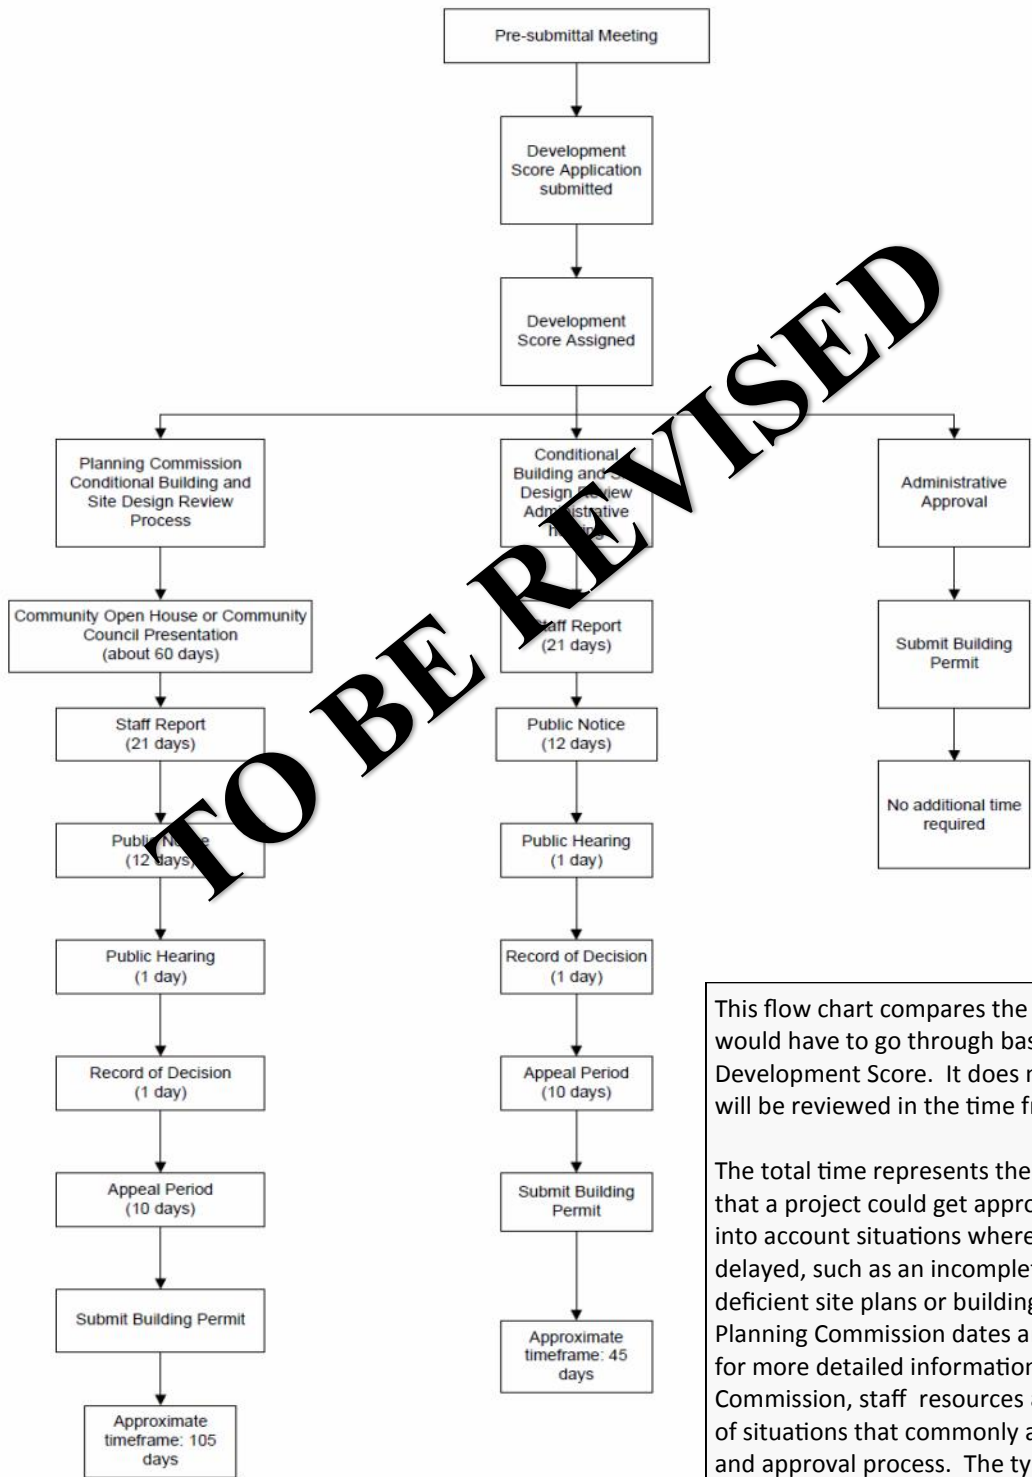 Pre-submittal Meeting
Development
Score Application
submitted
Development
Score Assigned
Planning Commission
Conditional Building and
Site Design Review
Process
Community Open House or Community
Council Presentation
(about 60 days)
Staff Report
(21 days)
Public
(12 days)
Public Hearing
(1 day)
Record of Decision
(1 day)
Appeal Period
(10 days)
Submit Building Permit
Approximate
timeframe: 105
days
Conditional
Building and
Design Review
Administrative
Staff Report
(21 days)
Public Notice
(12 days)
Public Hearing
(1 day)
Record of Decision
(1 day)
Appeal Period
(10 days)
Submit Building
Permit
Approximate
timeframe: 45
days
Administrative
Approval
Submit Building
Permit
No additional time
required
TO BE REVISED
This flow chart compares the
would have to go through
Development Score. It does
will be reviewed in the time
The total time represents the
that a project could get
into account situations where
delayed, such as an
deficient site plans or
Planning Commission dates
for more detailed information
Commission, staff resources
of situations that commonly
and approval process. The